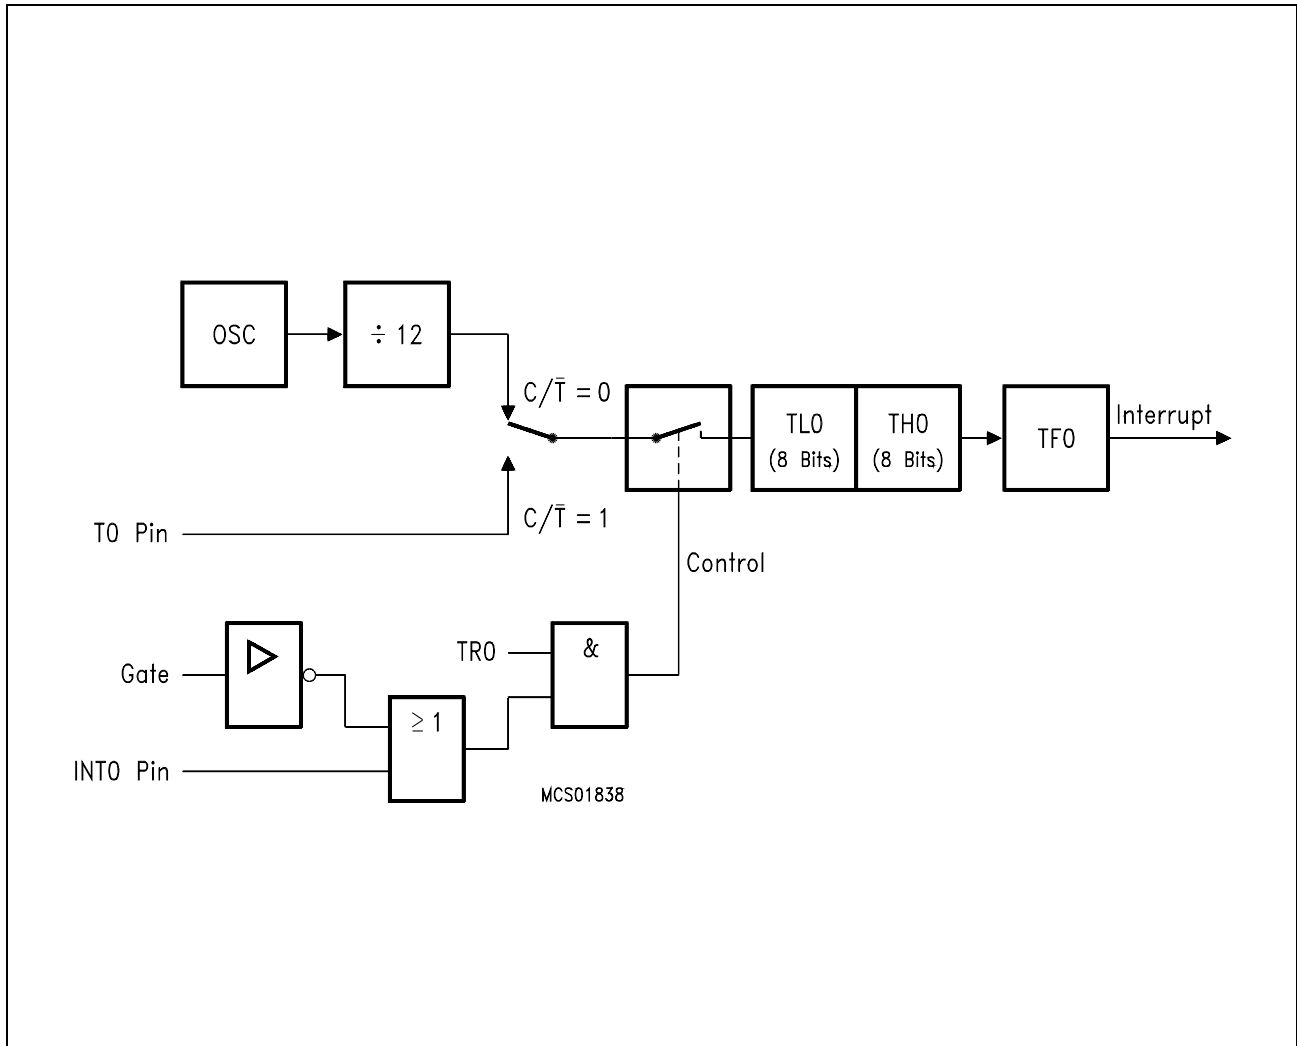 OSC
÷ 12
C/T̅ = 0
TL0
(8 Bits)
TH0
(8 Bits)
TF0
Interrupt
C/T̅ = 1
T0 Pin
Control
Gate
TR0
&
≥ 1
INT0 Pin
MCS01838